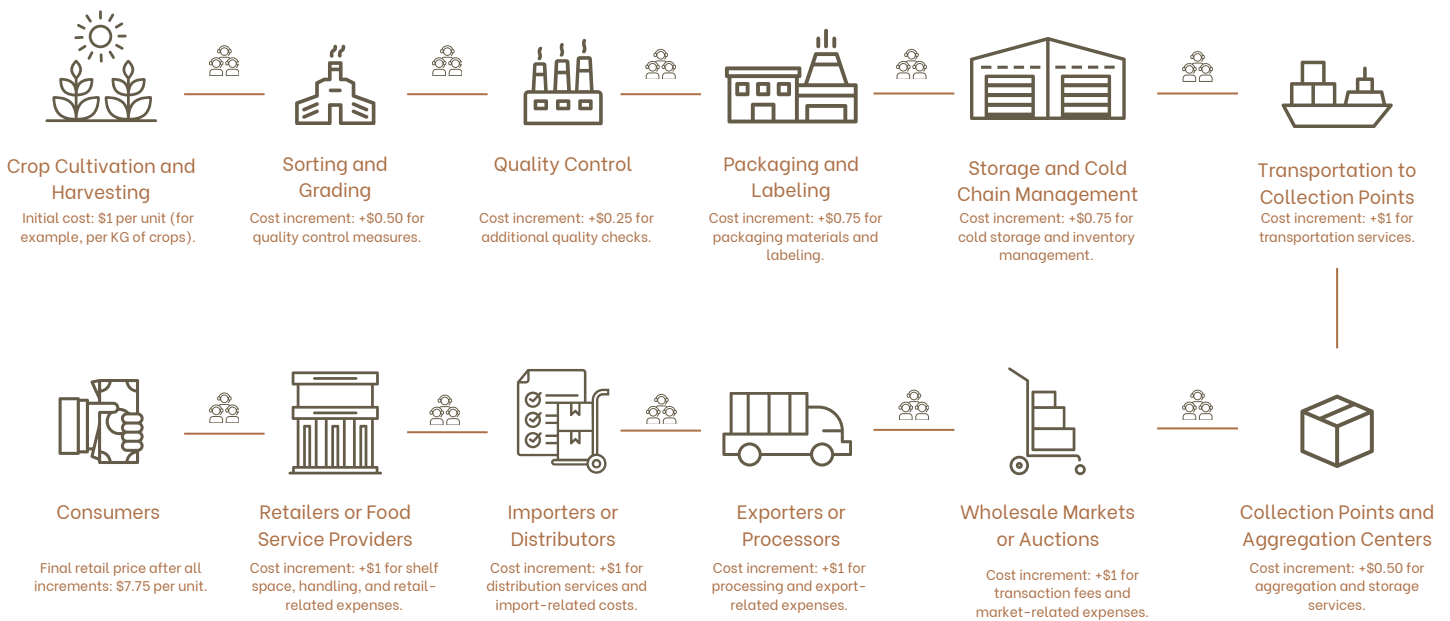 Crop Cultivation and
Harvesting
Initial cost: $1 per unit (for
example, per KG of crops).
Sorting and
Grading
Cost increment: +$0.50 for
quality control measures.
Quality Control
Cost increment: +$0.25 for
additional quality checks.
Packaging and
Labeling
Cost increment: +$0.75 for
packaging materials and
labeling.
Storage and Cold
Chain Management
Cost increment: +$0.75 for
cold storage and inventory
management.
Transportation to
Collection Points
Cost increment: +$1 for
transportation services.
Consumers
Final retail price after all
increments: $7.75 per unit.
Retailers or Food
Service Providers
Cost increment: +$1 for shelf
space, handling, and retail-
related expenses.
Importers or
Distributors
Cost increment: +$1 for
distribution services and
import-related costs.
Exporters or
Processors
Cost increment: +$1 for
processing and export-
related expenses.
Wholesale Markets
or Auctions
Cost increment: +$1 for
transaction fees and
market-related expenses.
Collection Points and
Aggregation Centers
Cost increment: +$0.50 for
aggregation and storage
services.